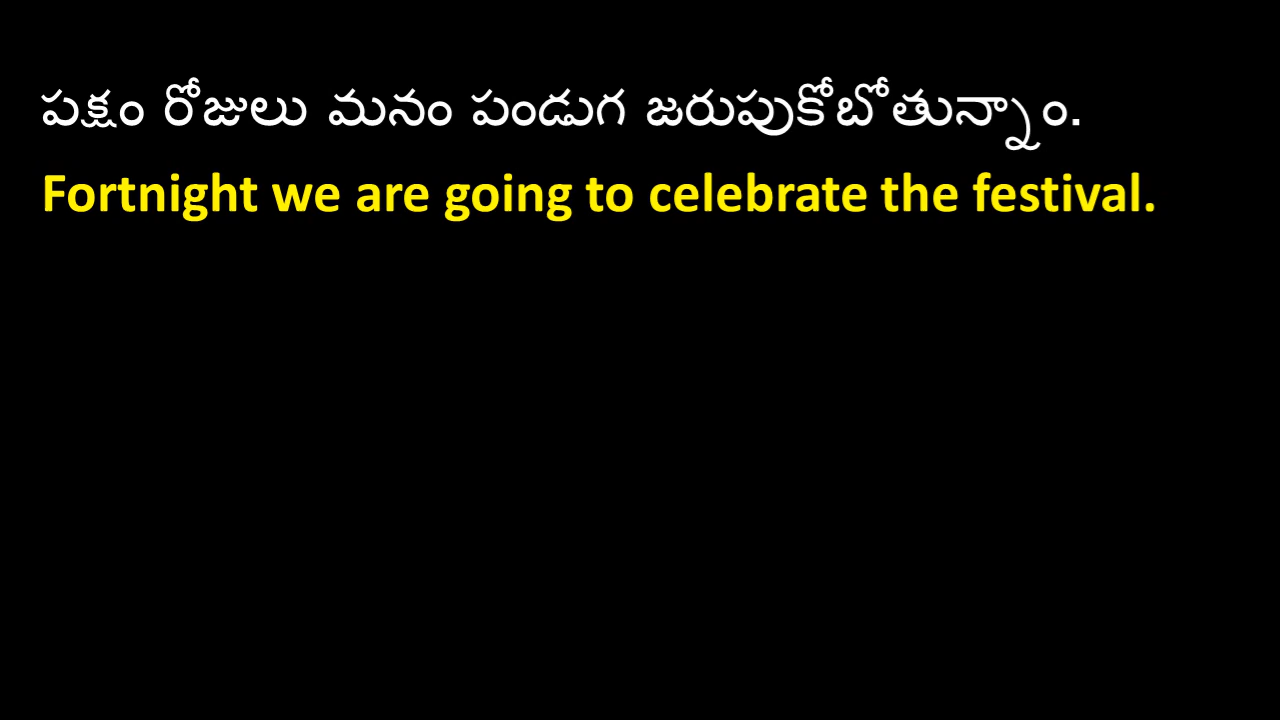 పక్షం రోజులు మనం పండుగ జరుపుకోబోతున్నాం.
Fortnight we are going to celebrate the festival.